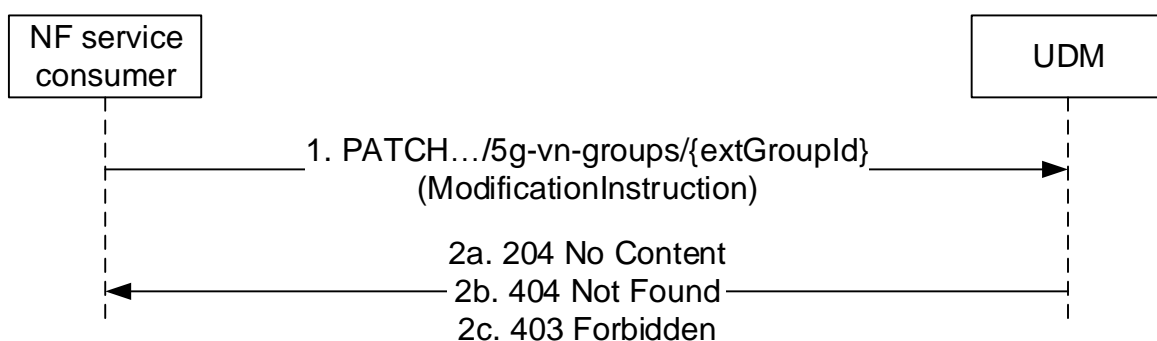 NF service
consumer
UDM
1. PATCH…/5g-vn-groups/{extGroupId}
(ModificationInstruction)
2a. 204 No Content
2b. 404 Not Found
2c. 403 Forbidden